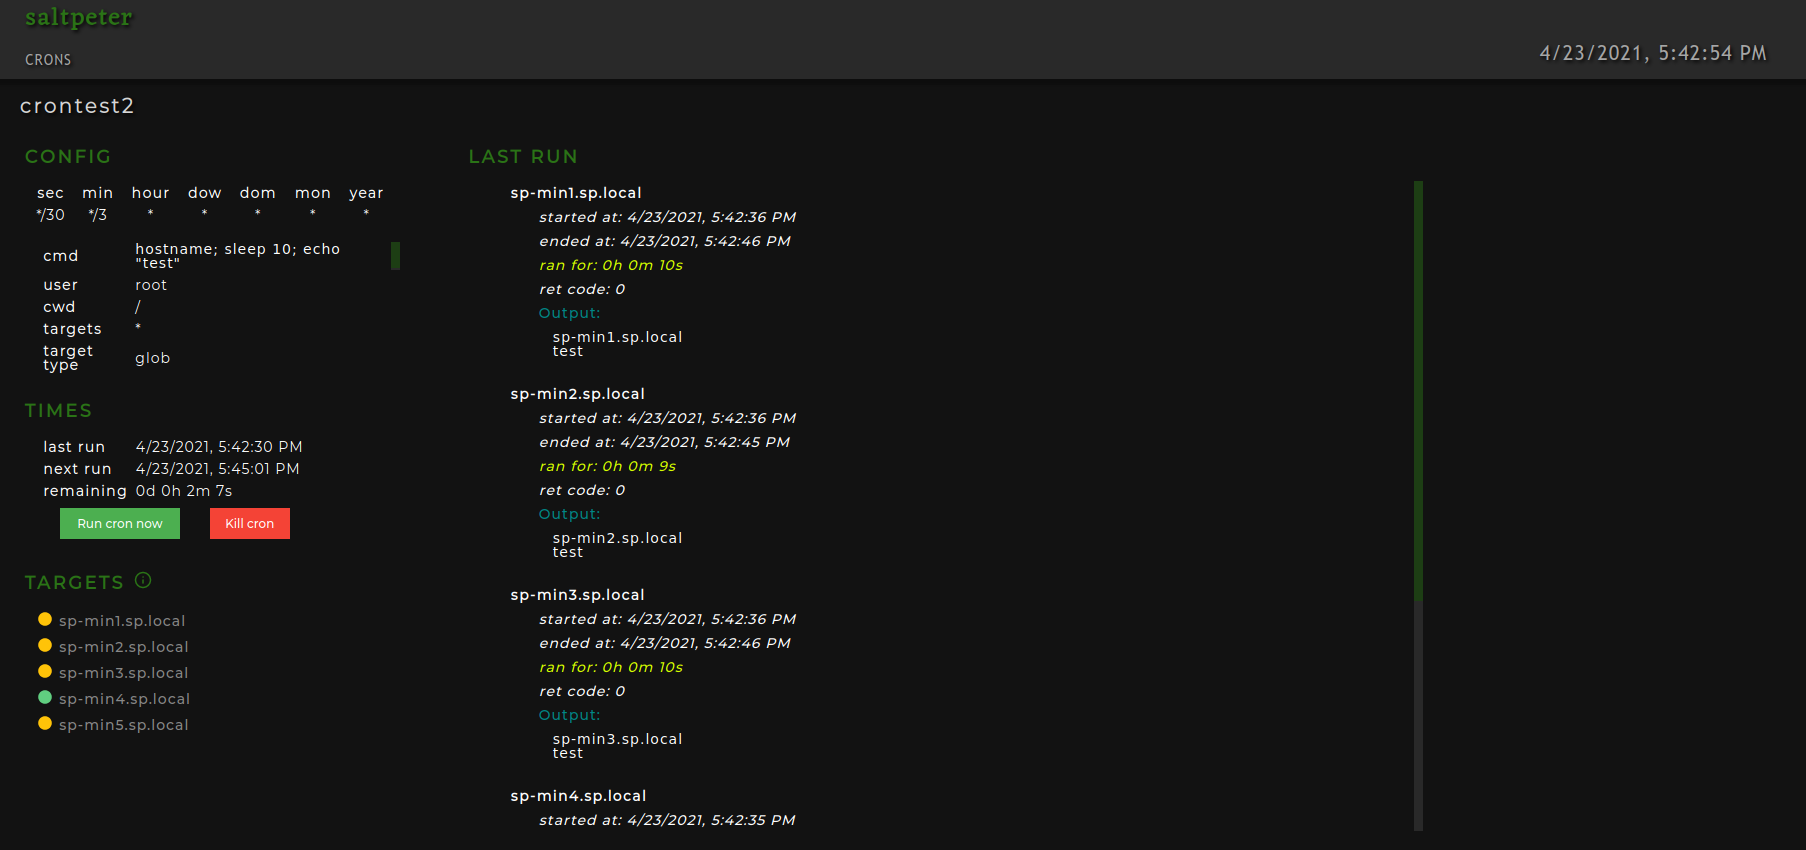 saltpeter
CRONS
4/23/2021, 5:42:54 PM
crontest2
CONFIG
sec min hour dow dom mon year
*/30 */3 * * * * *
cmd hostname; sleep 10; echo
"test"
user root
cwd /
targets *
target
type glob
TIMES
last run 4/23/2021, 5:42:30 PM
next run 4/23/2021, 5:45:01 PM
remaining 0d 0h 2m 7s
Run cron now Kill cron
TARGETS
sp-min1.sp.local
sp-min2.sp.local
sp-min3.sp.local
sp-min4.sp.local
sp-min5.sp.local
LAST RUN
sp-min1.sp.local
started at: 4/23/2021, 5:42:36 PM
ended at: 4/23/2021, 5:42:46 PM
ran for: 0h 0m 10s
ret code: 0
Output:
sp-min1.sp.local
test
sp-min2.sp.local
started at: 4/23/2021, 5:42:36 PM
ended at: 4/23/2021, 5:42:45 PM
ran for: 0h 0m 9s
ret code: 0
Output:
sp-min2.sp.local
test
sp-min3.sp.local
started at: 4/23/2021, 5:42:36 PM
ended at: 4/23/2021, 5:42:46 PM
ran for: 0h 0m 10s
ret code: 0
Output:
sp-min3.sp.local
test
sp-min4.sp.local
started at: 4/23/2021, 5:42:35 PM